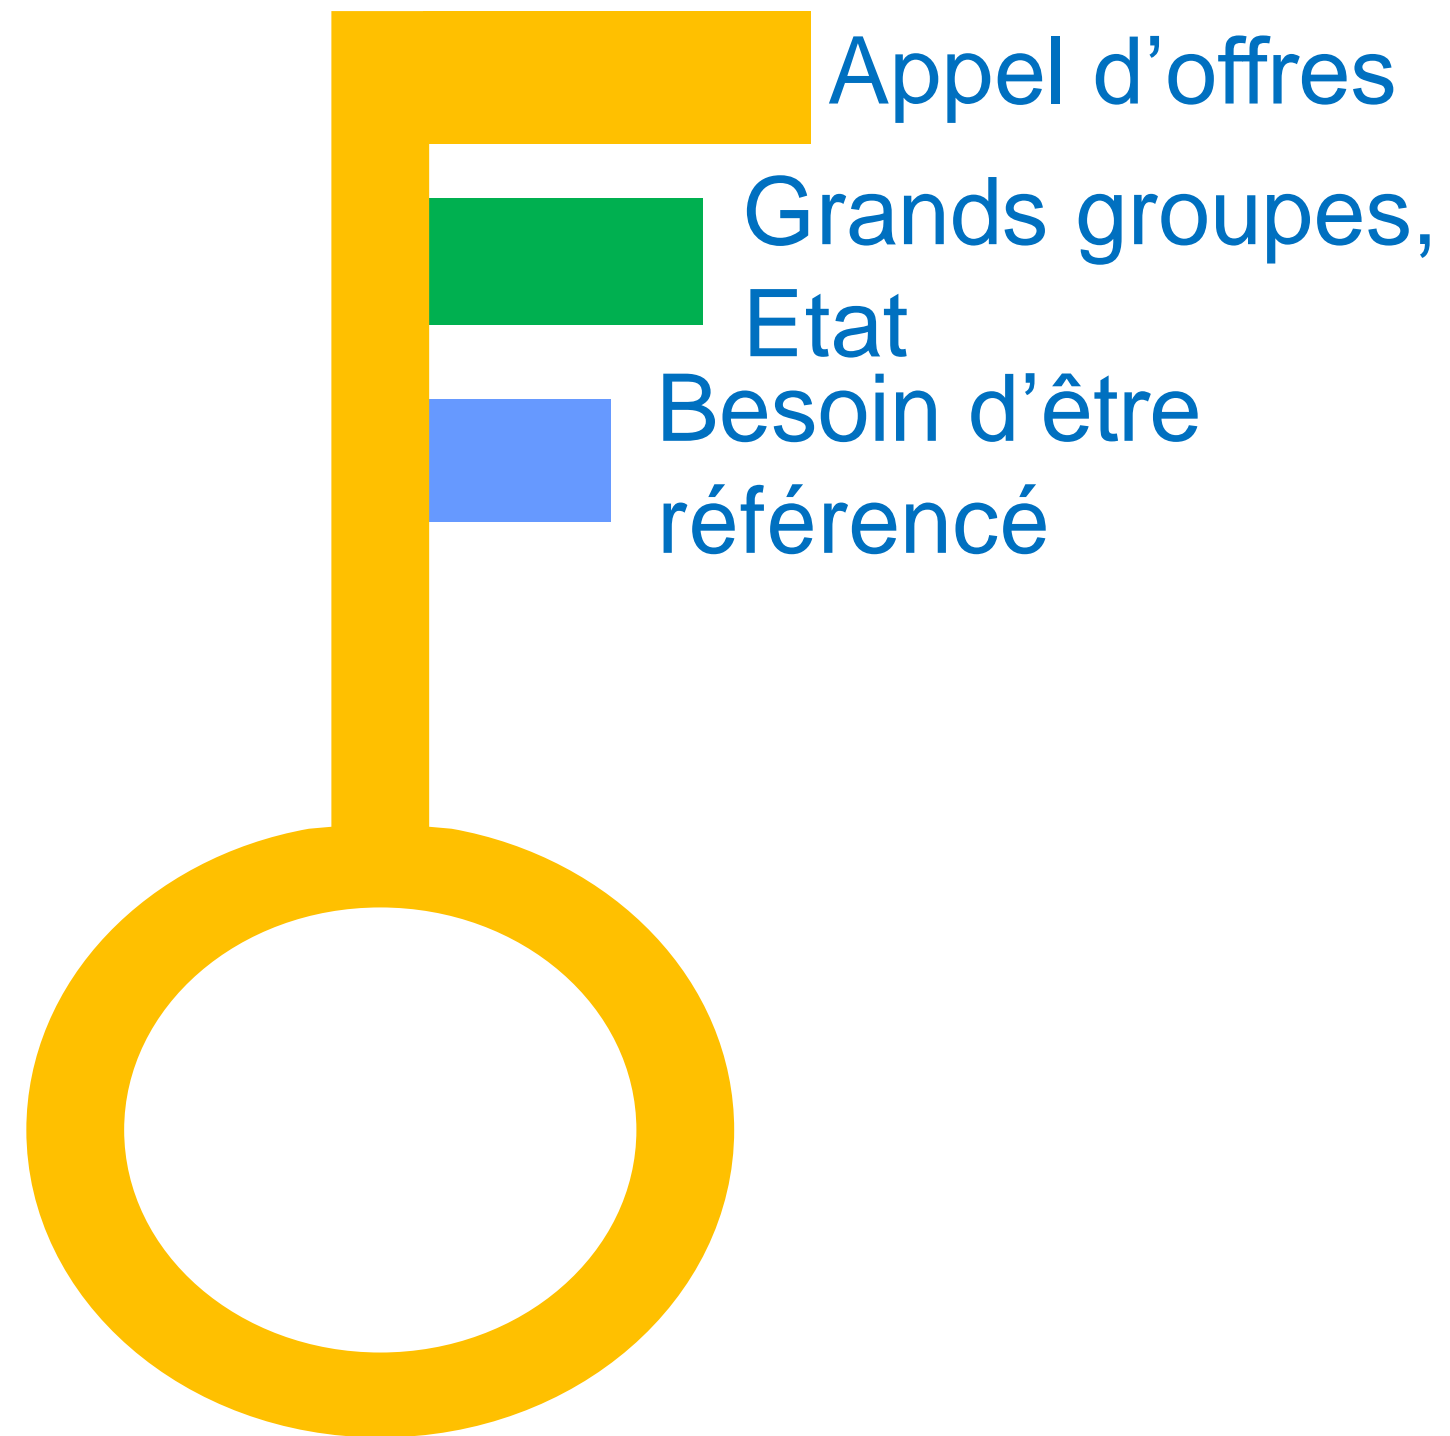 Appel d’offres
Grands groupes,
Etat
Besoin d’être
référencé